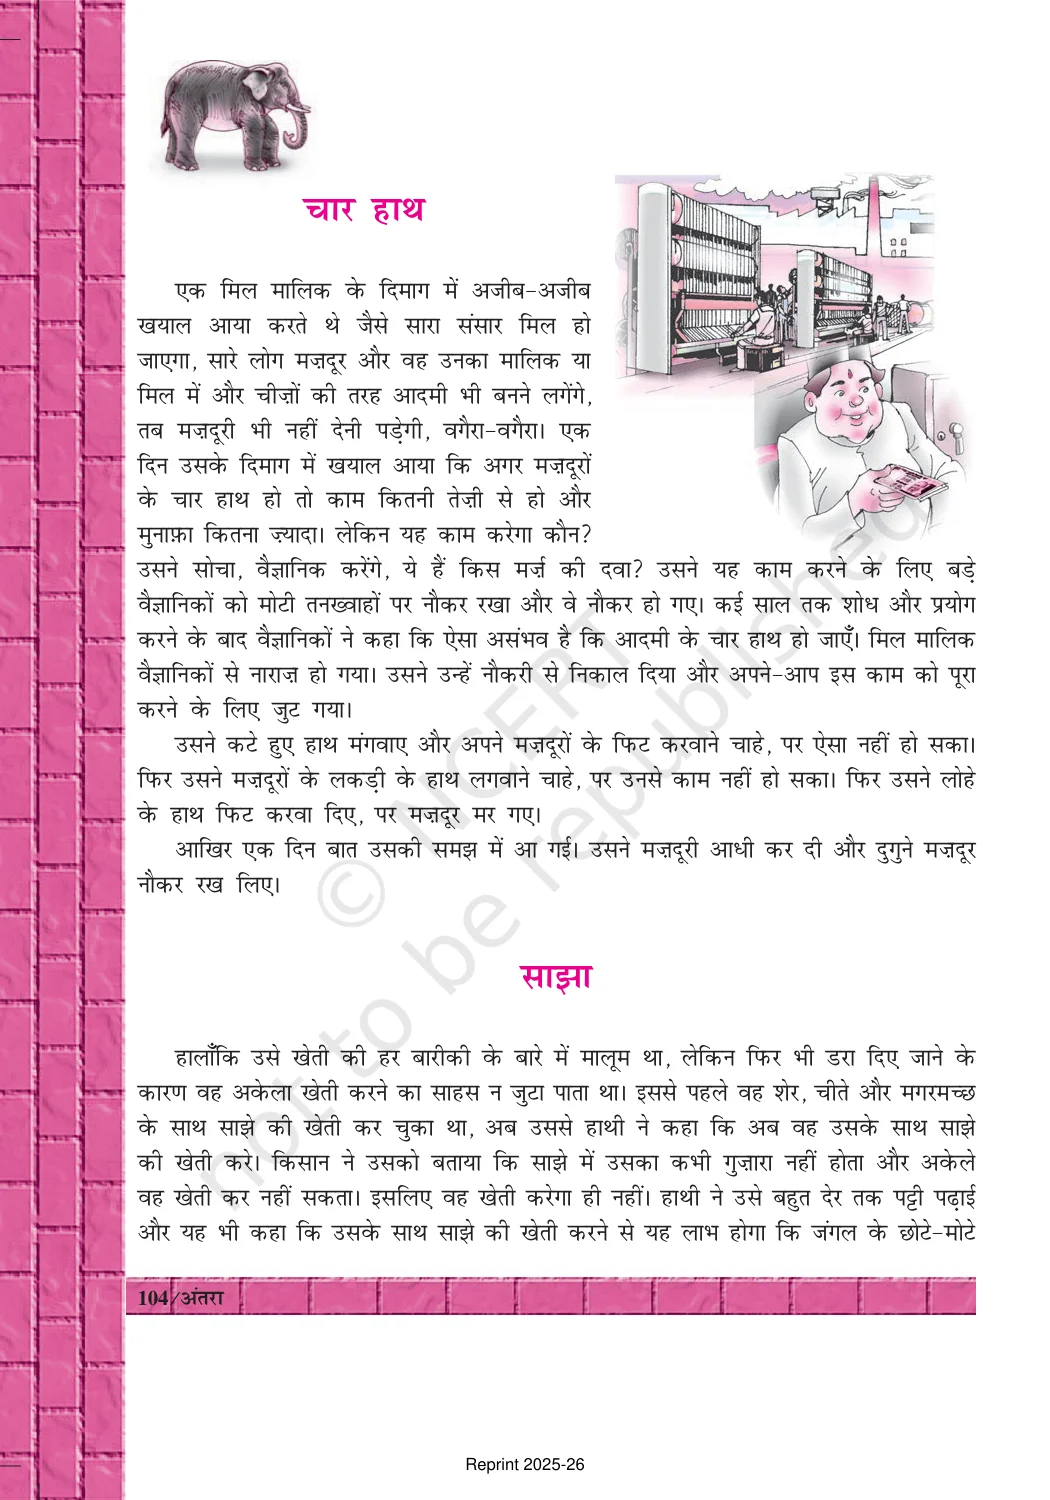 चार हाथ
एक मिल मालिक के दिमाग में अजीब-अजीब
खयाल आया करते थे जैसे सारा संसार मिल हो
जाएगा, सारे लोग मज़दूर और वह उनका मालिक या
मिल में और चीज़ों की तरह आदमी भी बनने लगेंगे,
तब मज़दूरी भी नहीं देनी पड़ेगी, वगैरा-वगैरा। एक
दिन उसके दिमाग में खयाल आया कि अगर मज़दूरों
के चार हाथ हो तो काम कितनी तेज़ी से हो और
मुनाफ़ा कितना ज़्यादा। लेकिन यह काम करेगा कौन?
उसने सोचा, वैज्ञानिक करेंगे, ये हैं किस मर्ज़ की दवा? उसने यह काम करने के लिए बड़े
वैज्ञानिकों को मोटी तनख्वाहों पर नौकर रखा और वे नौकर हो गए। कई साल तक शोध और प्रयोग
करने के बाद वैज्ञानिकों ने कहा कि ऐसा असंभव है कि आदमी के चार हाथ हो जाएँ। मिल मालिक
वैज्ञानिकों से नाराज़ हो गया। उसने उन्हें नौकरी से निकाल दिया और अपने-आप इस काम को पूरा
करने के लिए जुट गया।
उसने कटे हुए हाथ मंगवाए और अपने मज़दूरों के फिट करवाने चाहे, पर ऐसा नहीं हो सका।
फिर उसने मज़दूरों के लकड़ी के हाथ लगवाने चाहे, पर उनसे काम नहीं हो सका। फिर उसने लोहे
के हाथ फिट करवा दिए, पर मज़दूर मर गए।
आखिर एक दिन बात उसकी समझ में आ गई। उसने मज़दूरी आधी कर दी और दुगुने मज़दूर
नौकर रख लिए।
साझा
हालाँकि उसे खेती की हर बारीकी के बारे में मालूम था, लेकिन फिर भी डरा दिए जाने के
कारण वह अकेला खेती करने का साहस न जुटा पाता था। इससे पहले वह शेर, चीते और मगरमच्छ
के साथ साझे की खेती कर चुका था, अब उससे हाथी ने कहा कि अब वह उसके साथ साझे
की खेती करे। किसान ने उसको बताया कि साझे में उसका कभी गुज़ारा नहीं होता और अकेले
वह खेती कर नहीं सकता। इसलिए वह खेती करेगा ही नहीं। हाथी ने उसे बहुत देर तक पट्टी पढ़ाई
और यह भी कहा कि उसके साथ साझे की खेती करने से यह लाभ होगा कि जंगल के छोटे-मोटे
© NCERT
not to be republished
104/अंतरा
Reprint 2025-26